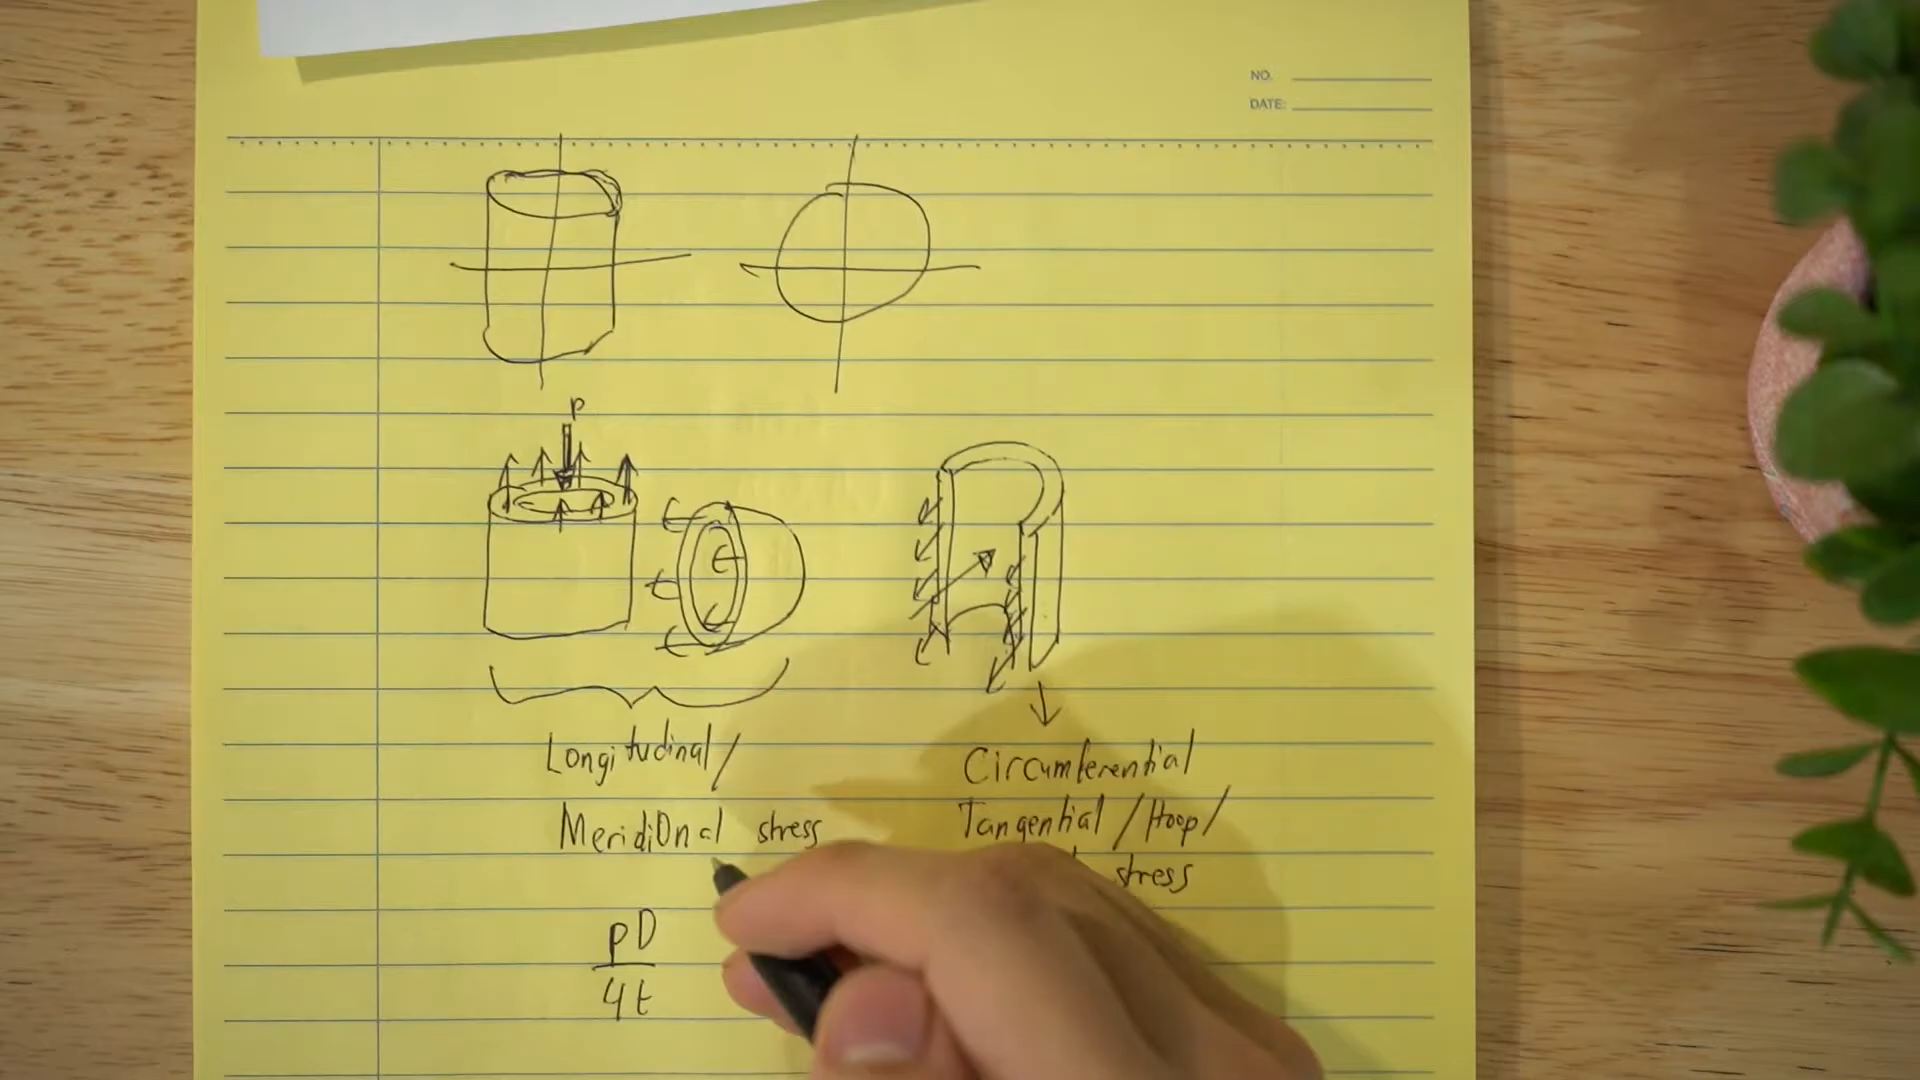 NO.
DATE:
P
Longitudinal/
Meridional stress
Circumferential
Tangential / Hoop/
stress
pD
4t